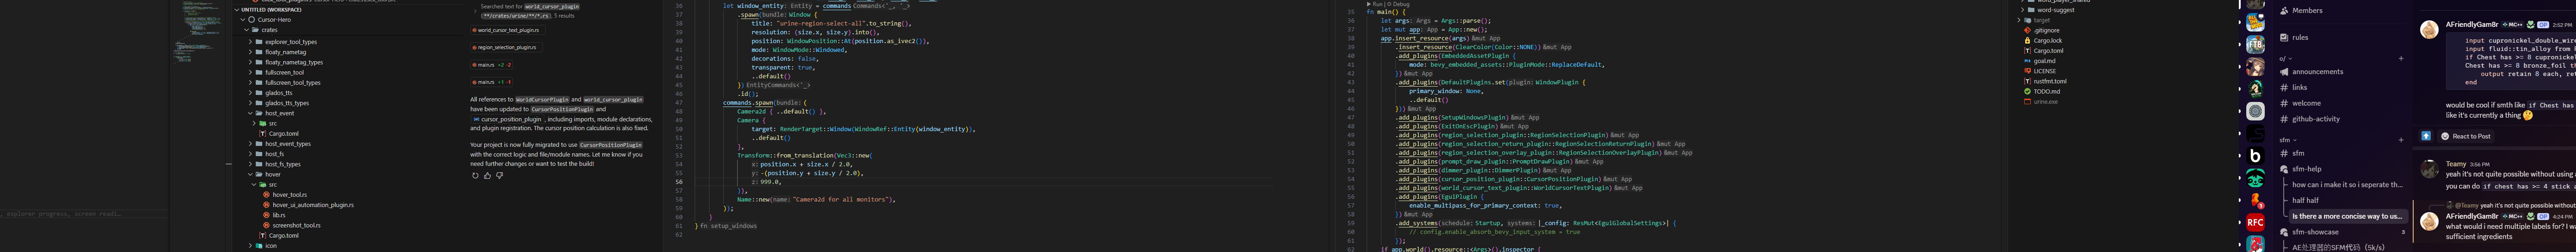 , explorer progress, screen readi...
UNTITLED (WORKSPACE)
Cursor-Hero
crates
explorer_tool_types
floaty_nametag
floaty_nametag_types
fullscreen_tool
fullscreen_tool_types
glados_tts
glados_tts_types
host_event
src
Cargo.toml
host_event_types
host_fs
host_fs_types
hover
src
hover_tool.rs
hover_ui_automation_plugin.rs
lib.rs
screenshot_tool.rs
Cargo.toml
icon
Searched text for world_cursor_plugin
(**/crates/urine/**/*.rs), 5 results
world_cursor_text_plugin.rs
region_selection_plugin.rs
main.rs +2 -2
main.rs +1 -1
All references to WorldCursorPlugin and world_cursor_plugin
have been updated to CursorPositionPlugin and
cursor_position_plugin , including imports, module declarations,
and plugin registration. The cursor position calculation is also fixed.
Your project is now fully migrated to use CursorPositionPlugin
with the correct logic and file/module names. Let me know if you
need further changes or want to test the build!
36 let window_entity: Entity = commands Commands<'_, '_>
37 .spawn(bundle: Window {
38 title: "urine-region-select-all".to_string(),
39 resolution: (size.x, size.y).into(),
40 position: WindowPosition::At(position.as_ivec2()),
41 mode: WindowMode::Windowed,
42 decorations: false,
43 transparent: true,
44 ..default()
45 }) EntityCommands<'_>
46 .id();
47 commands.spawn(bundle: (
48 Camera2d { ..default() },
49 Camera {
50 target: RenderTarget::Window(WindowRef::Entity(window_entity)),
51 ..default()
52 },
53 Transform::from_translation(Vec3::new(
54 x: position.x + size.x / 2.0,
55 y: -(position.y + size.y / 2.0),
56 z: 999.0,
57 )),
58 Name::new(name: "Camera2d for all monitors"),
59 ));
60 }
61 } fn setup_windows
62
▶ Run | Debug
35 fn main() {
36 let args: Args = Args::parse();
37 let mut app: App = App::new();
38 app.insert_resource(args) &mut App
39 .insert_resource(ClearColor(Color::NONE)) &mut App
40 .add_plugins(EmbeddedAssetPlugin {
41 mode: bevy_embedded_assets::PluginMode::ReplaceDefault,
42 }) &mut App
43 .add_plugins(DefaultPlugins.set(plugin: WindowPlugin {
44 primary_window: None,
45 ..default()
46 })) &mut App
47 .add_plugins(SetupWindowsPlugin) &mut App
48 .add_plugins(ExitOnEscPlugin) &mut App
49 .add_plugins(region_selection_plugin::RegionSelectionPlugin) &mut App
50 .add_plugins(region_selection_return_plugin::RegionSelectionReturnPlugin) &mut App
51 .add_plugins(region_selection_overlay_plugin::RegionSelectionOverlayPlugin) &mut App
52 .add_plugins(prompt_draw_plugin::PromptDrawPlugin) &mut App
53 .add_plugins(dimmer_plugin::DimmerPlugin) &mut App
54 .add_plugins(cursor_position_plugin::CursorPositionPlugin) &mut App
55 .add_plugins(world_cursor_text_plugin::WorldCursorTextPlugin) &mut App
56 .add_plugins(EguiPlugin {
57 enable_multipass_for_primary_context: true,
58 }) &mut App
59 .add_systems(schedule: Startup, systems: |_config: ResMut<EguiGlobalSettings>| {
60 // config.enable_absorb_bevy_input_system = true
61 });
62 if app.world().resource::<Args>().inspector {
word-suggest
target
.gitignore
Cargo.lock
Cargo.toml
goal.md
LICENSE
rustfmt.toml
TODO.md
urine.exe
FTB
b
RFC
Members
rules
o/
announcements
links
welcome
github-activity
sfm
sfm
sfm-help
how can i make it so i seperate th...
half half
Is there a more concise way to us...
sfm-showcase 3
AE处理器的SFM代码（5k/s）
AFriendlyGam8r MC++ OP 2:52 PM
input cupronickel_double_wire
input fluid::tin_alloy from
if Chest has >= 8 cupronickel
Chest has >= 8 bronze_foil th
output retain 8 each, retain
end
would be cool if smth like if Chest has
like it's currently a thing 🤔
React to Post
Teamy 3:56 PM
yeah it's not quite possible without using a
you can do if chest has >= 4 stick
@Teamy yeah it's not quite possible without
AFriendlyGam8r MC++ OP 4:24 PM
what would i need multiple labels for? I
sufficient ingredients